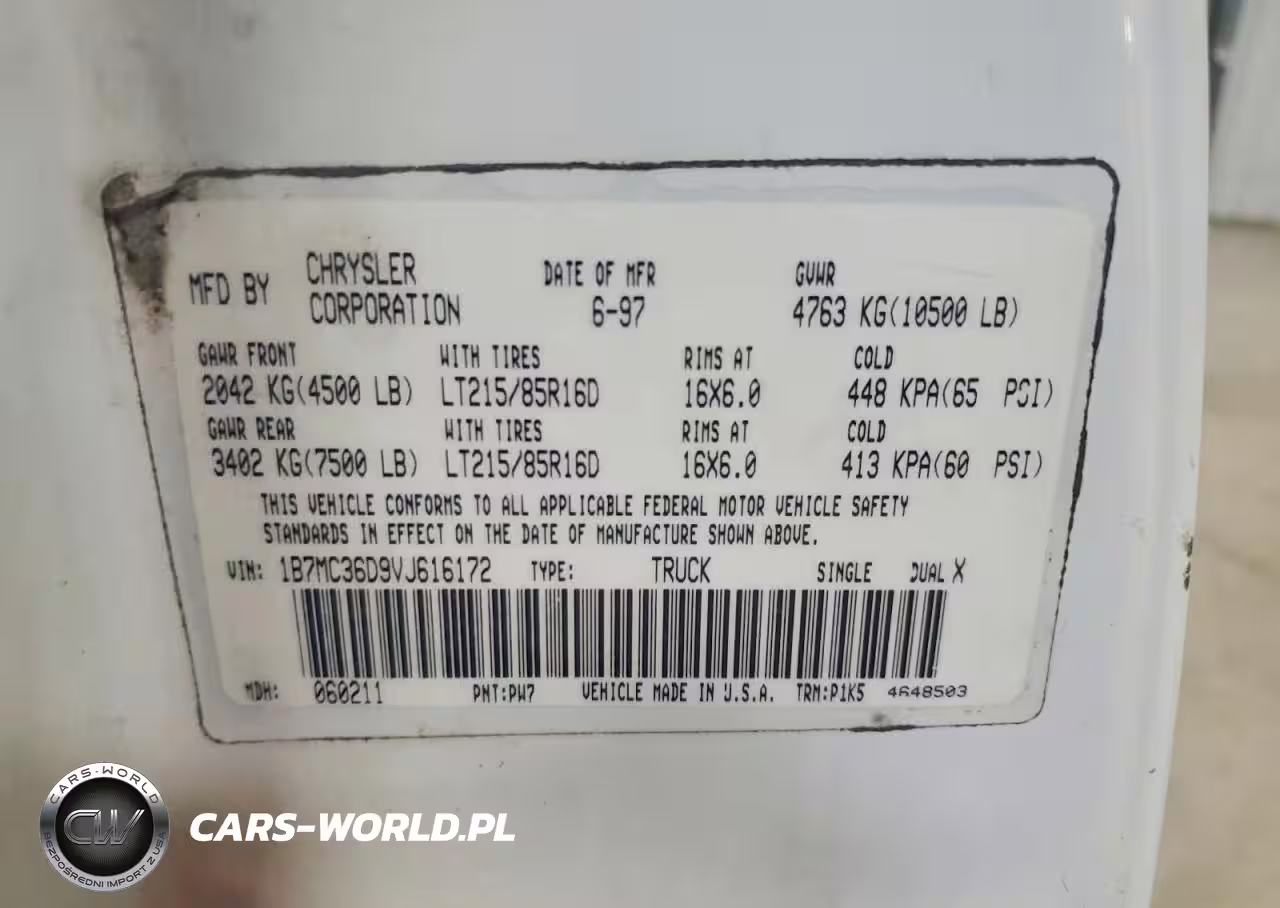 MFD BY CHRYSLER CORPORATION DATE OF MFR 6-97 GVWR 4763 KG(10500 LB)
GAWR FRONT WITH TIRES RIMS AT COLD
2042 KG(4500 LB) LT215/85R16D 16X6.0 448 KPA(65 PSI)
GAWR REAR WITH TIRES RIMS AT COLD
3402 KG(7500 LB) LT215/85R16D 16X6.0 413 KPA(60 PSI)
THIS VEHICLE CONFORMS TO ALL APPLICABLE FEDERAL MOTOR VEHICLE SAFETY
STANDARDS IN EFFECT ON THE DATE OF MANUFACTURE SHOWN ABOVE.
VIN: 1B7MC36D9VJ616172 TYPE: TRUCK SINGLE DUAL X
MDH: 060211 PNT:PW7 VEHICLE MADE IN U.S.A. TRM:P1K5 4648503
CARS-WORLD
CW
BEZPOŚREDNI IMPORT Z USA
CARS-WORLD.PL